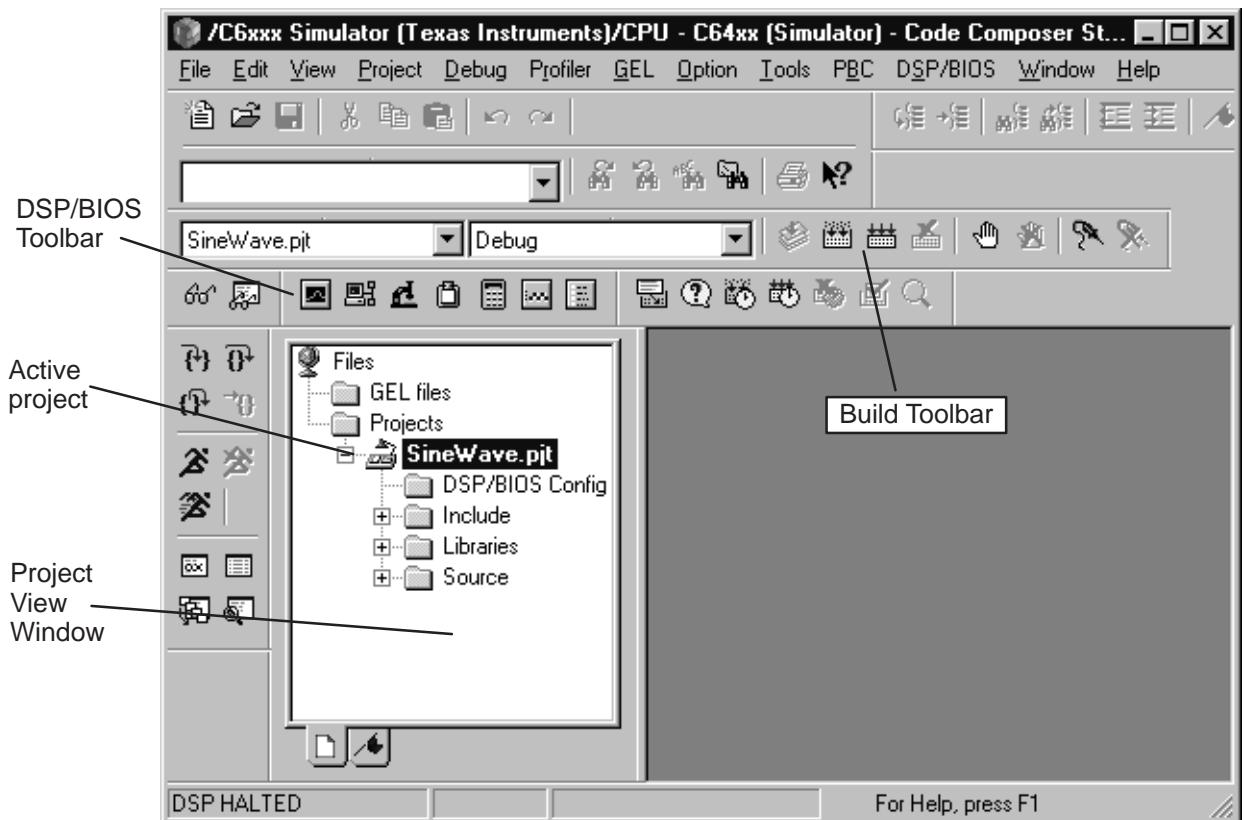 /C6xxx Simulator (Texas Instruments)/CPU - C64xx (Simulator) - Code Composer St...
File Edit View Project Debug Profiler GEL Option Tools PBC DSP/BIOS Window Help
DSP/BIOS
Toolbar
SineWave.pjt
Debug
Active
project
Files
GEL files
Projects
SineWave.pjt
DSP/BIOS Config
Include
Libraries
Source
Build Toolbar
Project
View
Window
DSP HALTED
For Help, press F1